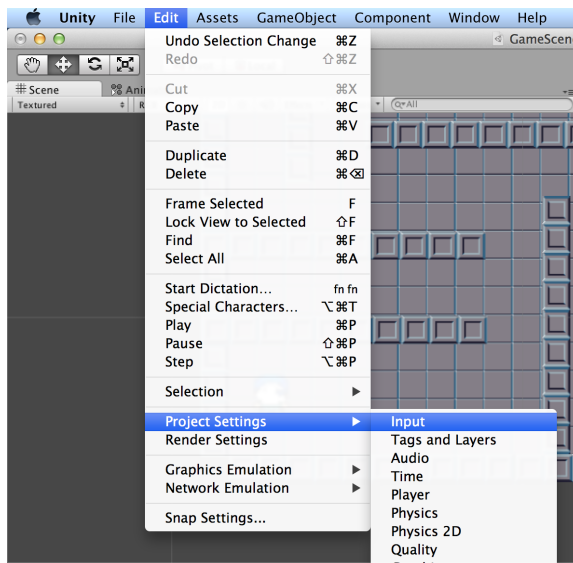 Unity File Edit Assets GameObject Component Window Help
GameScen
Undo Selection Change ⌘Z
Redo ⇧⌘Z
Scene Ani
Cut ⌘X
Textured R
Copy ⌘C
All
Paste ⌘V
Duplicate ⌘D
Delete ⌘⌫
Frame Selected F
Lock View to Selected ⇧F
Find ⌘F
Select All ⌘A
Start Dictation... fn fn
Special Characters... ⌥⌘T
Play ⌘P
Pause ⇧⌘P
Step ⌥⌘P
Selection ▶
Project Settings ▶ Input
Render Settings Tags and Layers
Audio
Graphics Emulation ▶
Time
Network Emulation ▶
Player
Physics
Snap Settings...
Physics 2D
Quality